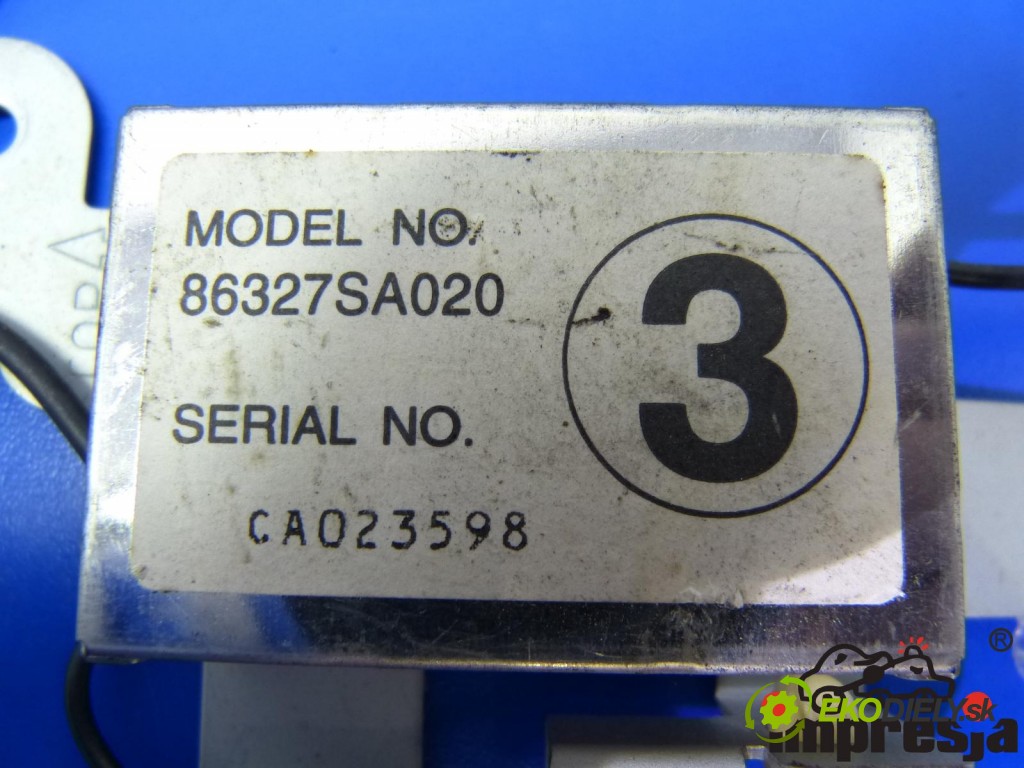 MODEL NO.
86327SA020
3
SERIAL NO.
CA023598
®
EKODIELY.sk
impresja